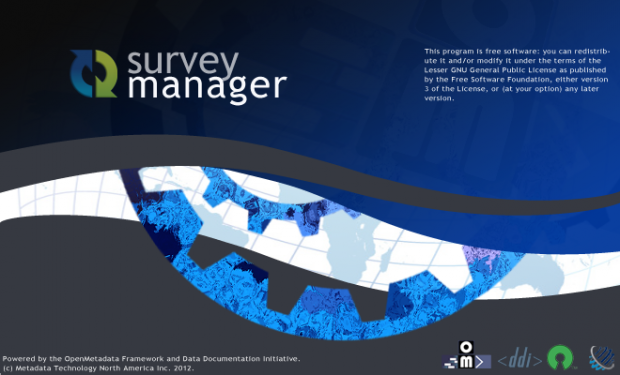 survey
manager
This program is free software: you can redistrib-
ute it and/or modify it under the terms of the
Lesser GNU General Public License as published
by the Free Software Foundation, either version
3 of the License, or (at your option) any later
version.
Powered by the OpenMetadata Framework and Data Documentation Initiative.
(c) Metadata Technology North America Inc. 2012.
om
<ddi>